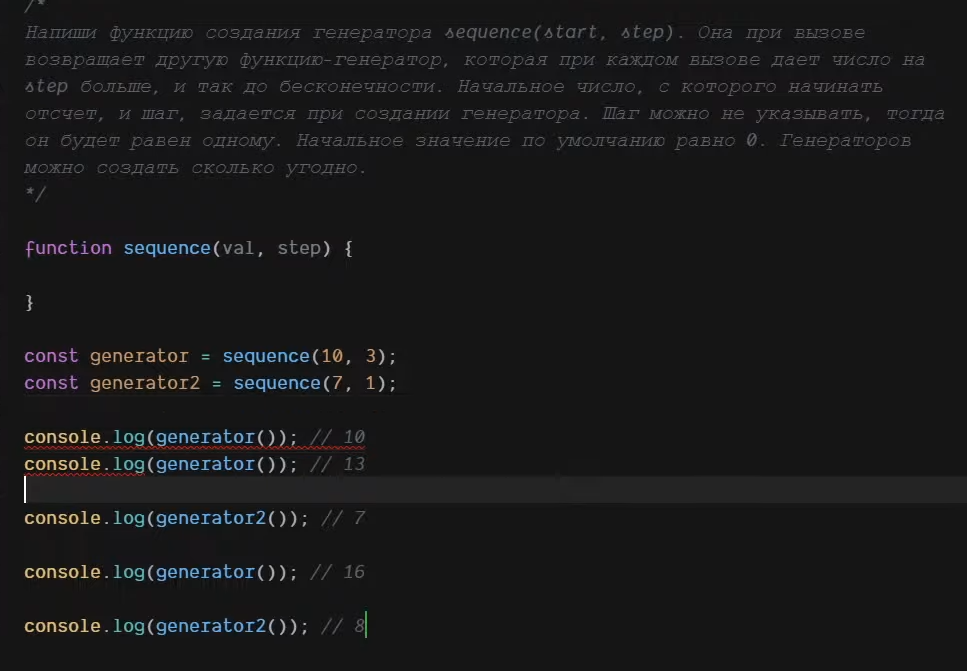 /*
Напиши функцию создания генератора sequence(start, step). Она при вызове
возвращает другую функцию-генератор, которая при каждом вызове дает число на
step больше, и так до бесконечности. Начальное число, с которого начинать
отсчет, и шаг, задается при создании генератора. Шаг можно не указывать, тогда
он будет равен одному. Начальное значение по умолчанию равно 0. Генераторов
можно создать сколько угодно.
*/
function sequence(val, step) {
}
const generator = sequence(10, 3);
const generator2 = sequence(7, 1);
console.log(generator()); // 10
console.log(generator()); // 13
console.log(generator2()); // 7
console.log(generator()); // 16
console.log(generator2()); // 8